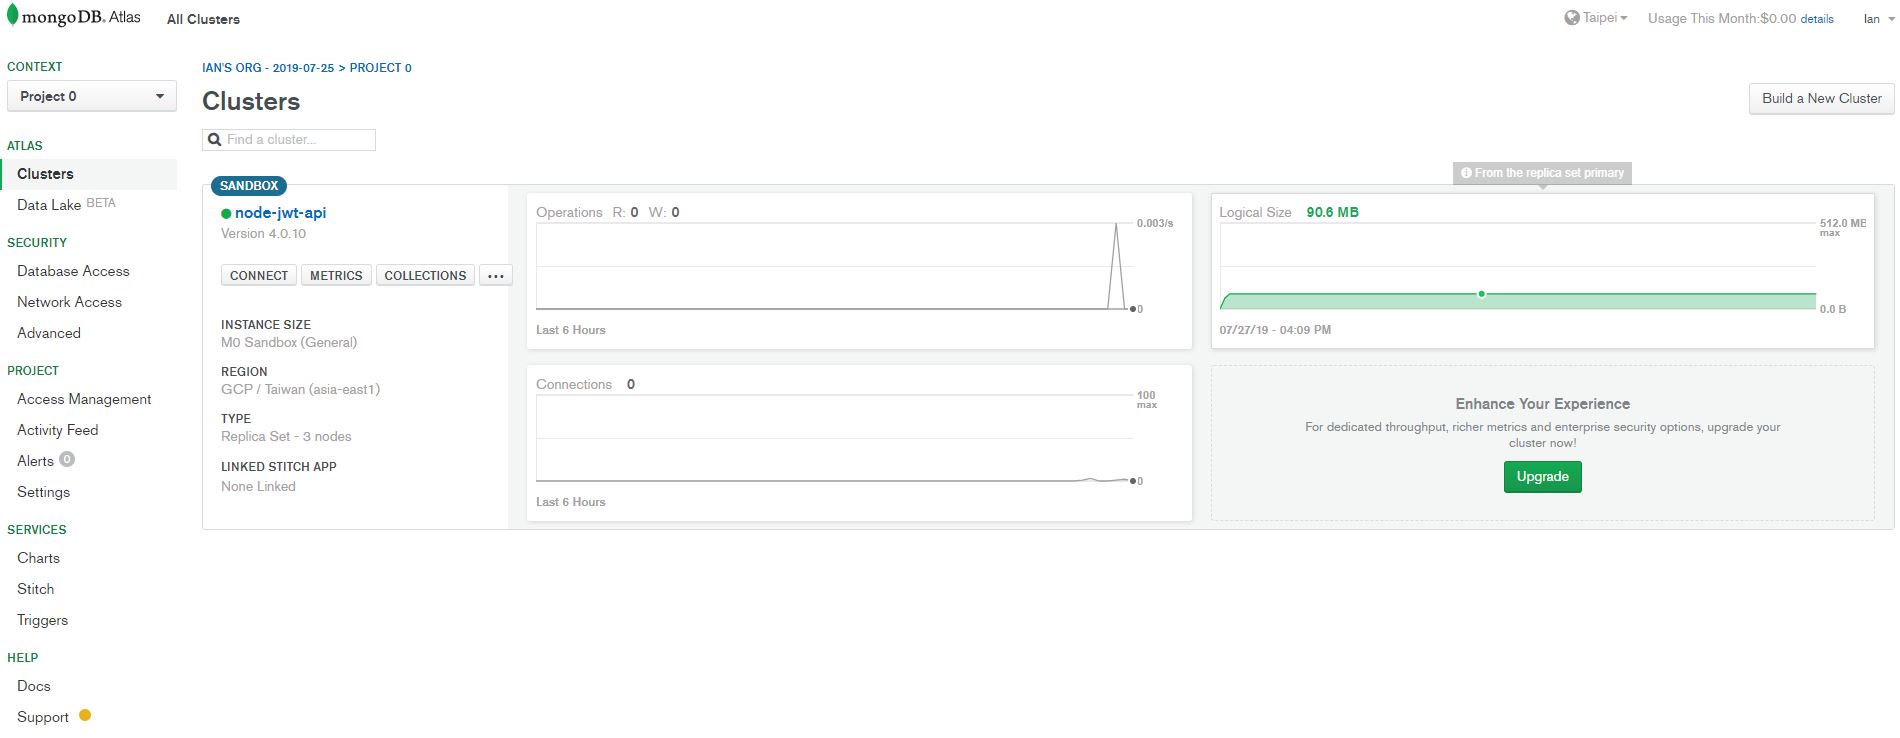 mongoDB. Atlas All Clusters Taipei Usage This Month:$0.00 details Ian
CONTEXT
Project 0
ATLAS
Clusters
Data Lake BETA
SECURITY
Database Access
Network Access
Advanced
PROJECT
Access Management
Activity Feed
Alerts 0
Settings
SERVICES
Charts
Stitch
Triggers
HELP
Docs
Support
IAN'S ORG - 2019-07-25 > PROJECT 0
Clusters
Build a New Cluster
Find a cluster...
SANDBOX
node-jwt-api
Version 4.0.10
CONNECT METRICS COLLECTIONS ...
INSTANCE SIZE
M0 Sandbox (General)
REGION
GCP / Taiwan (asia-east1)
TYPE
Replica Set - 3 nodes
LINKED STITCH APP
None Linked
Operations R: 0 W: 0
0.003/s
0
Last 6 Hours
From the replica set primary
Logical Size 90.6 MB
512.0 MB
max
0.0 B
07/27/19 - 04:09 PM
Connections 0
100
max
0
Last 6 Hours
Enhance Your Experience
For dedicated throughput, richer metrics and enterprise security options, upgrade your
cluster now!
Upgrade